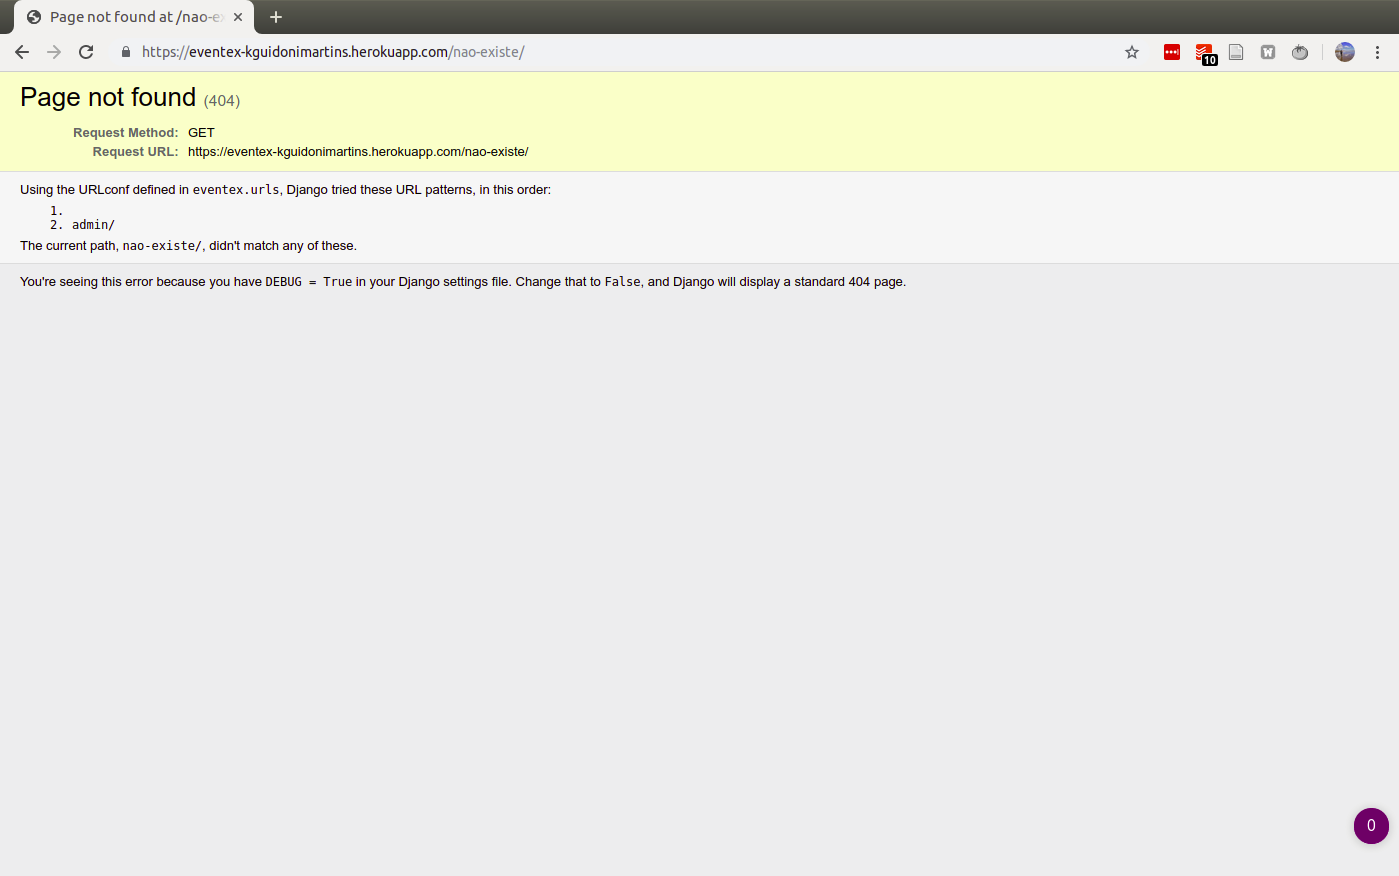 Page not found at /nao-ex
https://eventex-kguidonimartins.herokuapp.com/nao-existe/
10
W
Page not found (404)
Request Method: GET
Request URL: https://eventex-kguidonimartins.herokuapp.com/nao-existe/
Using the URLconf defined in eventex.urls, Django tried these URL patterns, in this order:
1.
2. admin/
The current path, nao-existe/, didn't match any of these.
You're seeing this error because you have DEBUG = True in your Django settings file. Change that to False, and Django will display a standard 404 page.
0